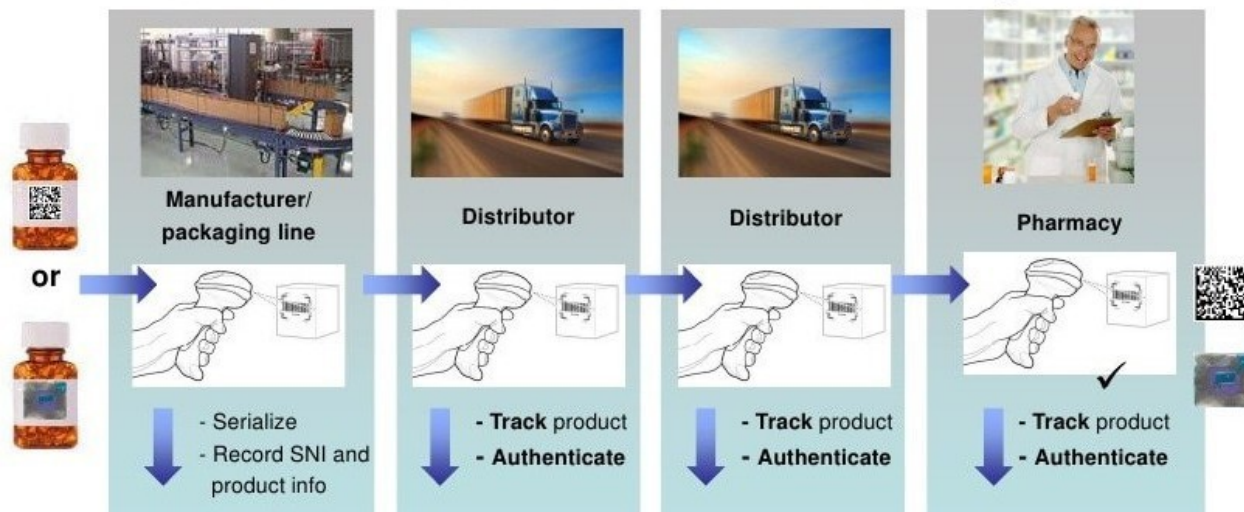 or
Manufacturer/
packaging line
- Serialize
- Record SNI and
product info
Distributor
- Track product
- Authenticate
Distributor
- Track product
- Authenticate
Pharmacy
- Track product
- Authenticate